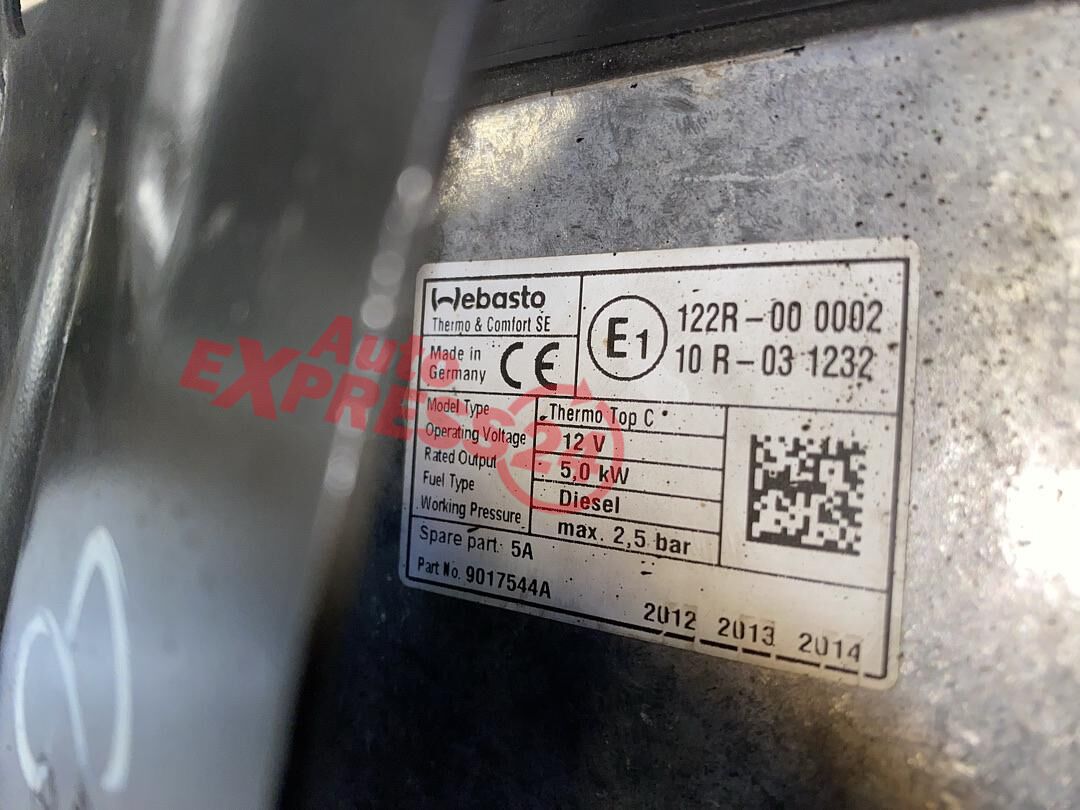 Webasto
Thermo & Comfort SE
Made in
Germany
CE
E1
122R-00 0002
10 R-03 1232
Model Type Thermo Top C
Operating Voltage 12 V
Rated Output 5,0 kW
Fuel Type Diesel
Working Pressure max. 2,5 bar
Spare part: 5A
Part No. 9017544A
2012 2013 2014
Auto
EXPRESS24